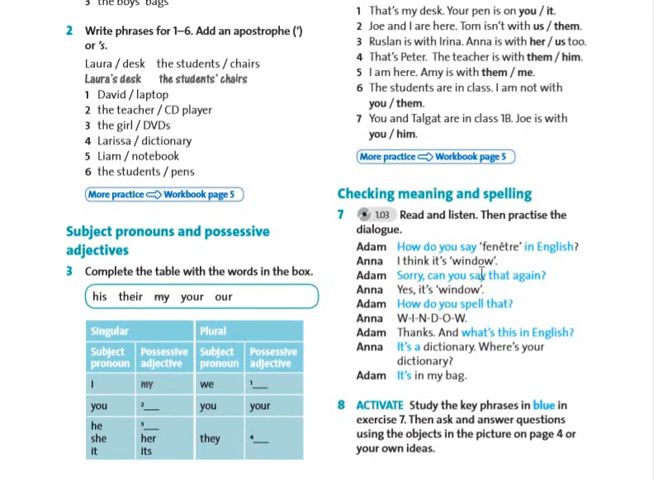 3 the boys' bags
2 Write phrases for 1–6. Add an apostrophe (')
or 's.
Laura / desk the students / chairs
Laura's desk the students' chairs
1 David / laptop
2 the teacher / CD player
3 the girl / DVDs
4 Larissa / dictionary
5 Liam / notebook
6 the students / pens
More practice ⇨ Workbook page 5
Subject pronouns and possessive
adjectives
3 Complete the table with the words in the box.
his their my your our
Singular Plural
Subject pronoun Possessive adjective Subject pronoun Possessive adjective
I my we 1__
you 2__ you your
he 3__
she her they 4__
it its
1 That's my desk. Your pen is on you / it.
2 Joe and I are here. Tom isn't with us / them.
3 Ruslan is with Irina. Anna is with her / us too.
4 That's Peter. The teacher is with them / him.
5 I am here. Amy is with them / me.
6 The students are in class. I am not with
you / them.
7 You and Talgat are in class 1B. Joe is with
you / him.
More practice ⇨ Workbook page 5
Checking meaning and spelling
7 1.03 Read and listen. Then practise the
dialogue.
Adam How do you say 'fenêtre' in English?
Anna I think it's 'window'.
Adam Sorry, can you say that again?
Anna Yes, it's 'window'.
Adam How do you spell that?
Anna W-I-N-D-O-W.
Adam Thanks. And what's this in English?
Anna It's a dictionary. Where's your
dictionary?
Adam It's in my bag.
8 ACTIVATE Study the key phrases in blue in
exercise 7. Then ask and answer questions
using the objects in the picture on page 4 or
your own ideas.